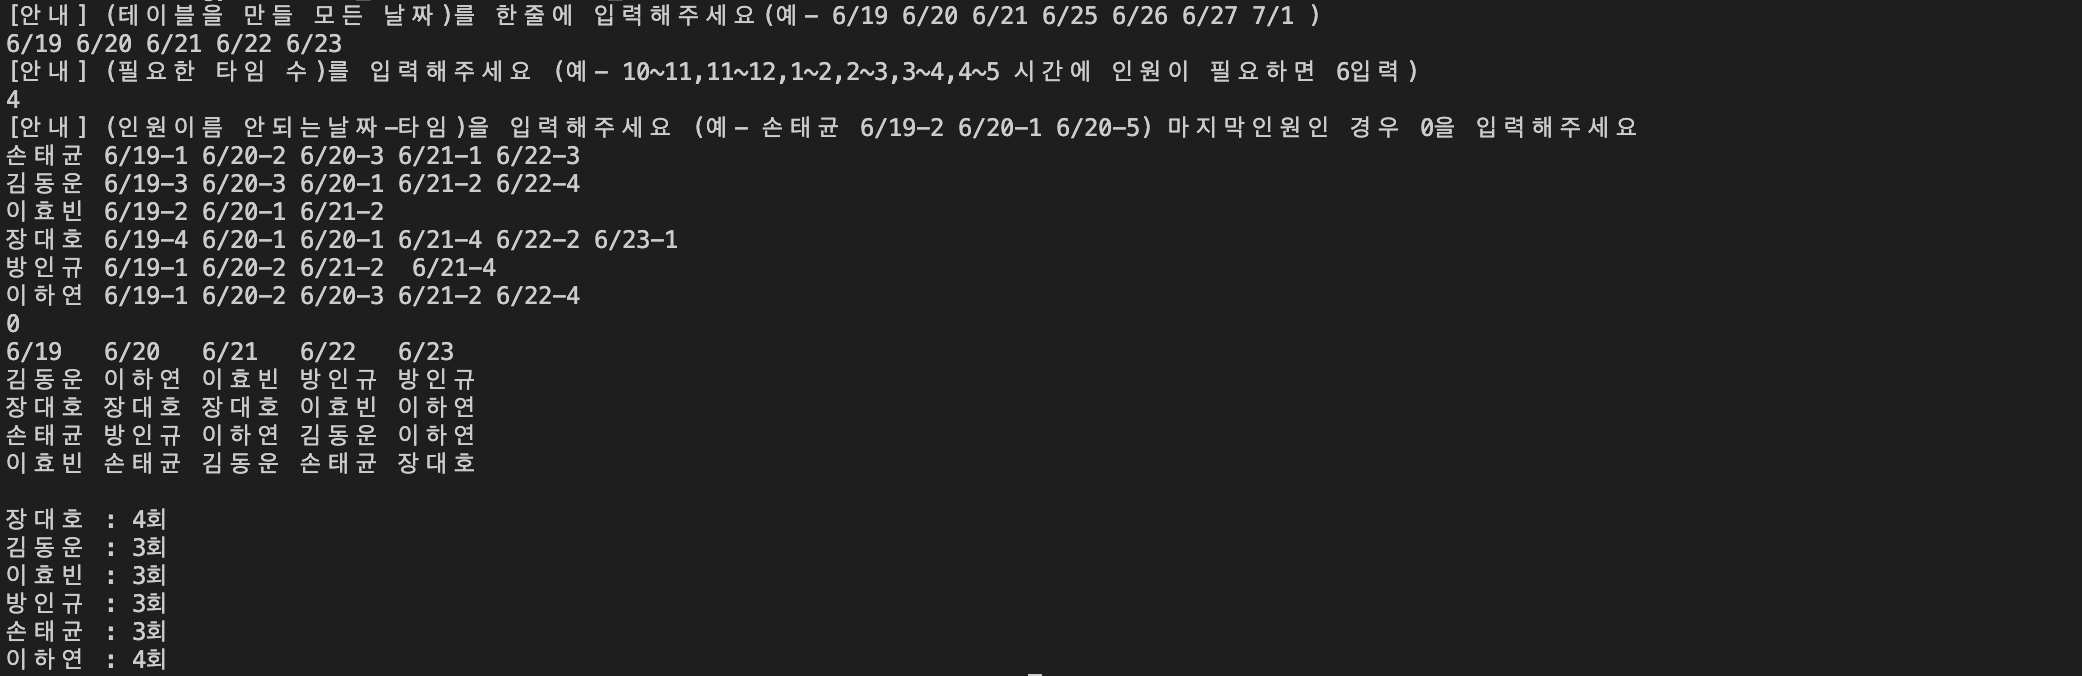 [안내] (테이블을 만들 모든 날짜)를 한줄에 입력해주세요(예- 6/19 6/20 6/21 6/25 6/26 6/27 7/1 )
6/19 6/20 6/21 6/22 6/23
[안내] (필요한 타임 수)를 입력해주세요 (예- 10~11,11~12,1~2,2~3,3~4,4~5 시간에 인원이 필요하면 6입력)
4
[안내] (인원이름 안되는날짜-타임)을 입력해주세요 (예- 손태균 6/19-2 6/20-1 6/20-5) 마지막인원인 경우 0을 입력해주세요
손태균 6/19-1 6/20-2 6/20-3 6/21-1 6/22-3
김동운 6/19-3 6/20-3 6/20-1 6/21-2 6/22-4
이효빈 6/19-2 6/20-1 6/21-2
장대호 6/19-4 6/20-1 6/20-1 6/21-4 6/22-2 6/23-1
방인규 6/19-1 6/20-2 6/21-2  6/21-4
이하연 6/19-1 6/20-2 6/20-3 6/21-2 6/22-4
0
6/19   6/20   6/21   6/22   6/23
김동운 이하연 이효빈 방인규 방인규
장대호 장대호 장대호 이효빈 이하연
손태균 방인규 이하연 김동운 이하연
이효빈 손태균 김동운 손태균 장대호
장대호 : 4회
김동운 : 3회
이효빈 : 3회
방인규 : 3회
손태균 : 3회
이하연 : 4회